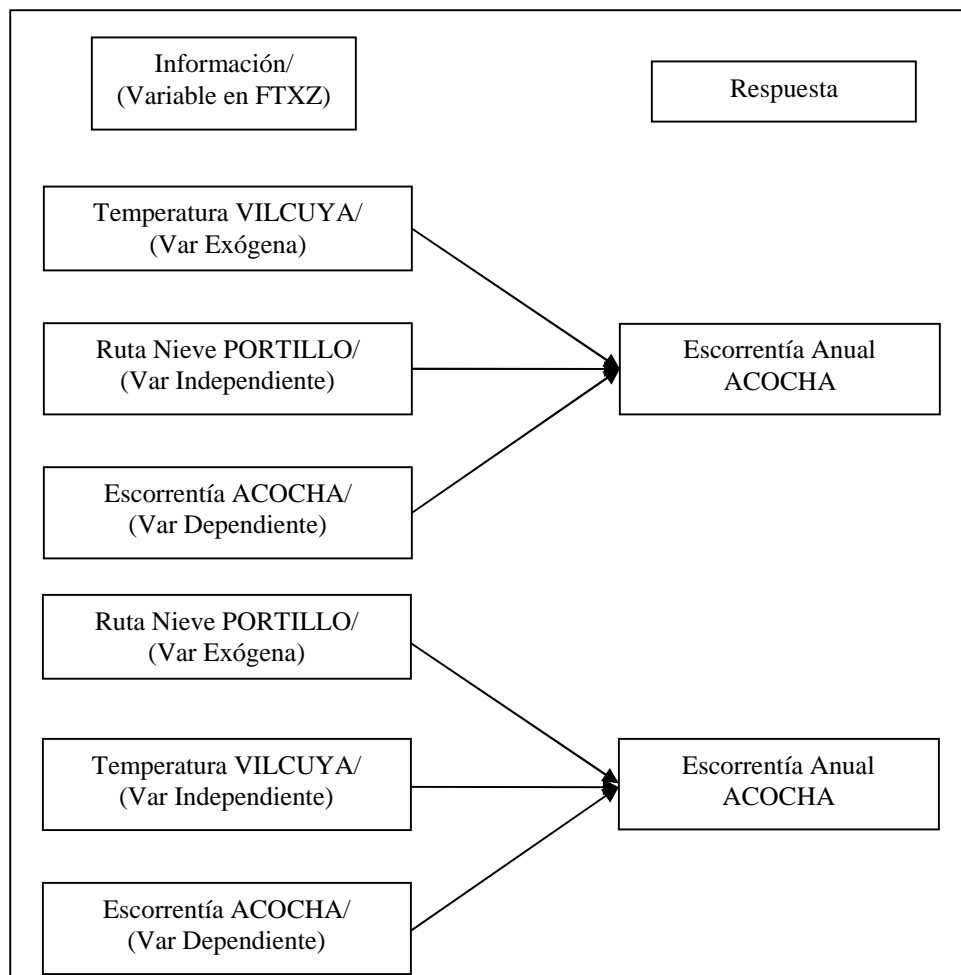 Información/
(Variable en FTXZ)
Respuesta
Temperatura VILCUYA/
(Var Exógena)
Ruta Nieve PORTILLO/
(Var Independiente)
Escorrentía Anual
ACOCHA
Escorrentía ACOCHA/
(Var Dependiente)
Ruta Nieve PORTILLO/
(Var Exógena)
Temperatura VILCUYA/
(Var Independiente)
Escorrentía Anual
ACOCHA
Escorrentía ACOCHA/
(Var Dependiente)